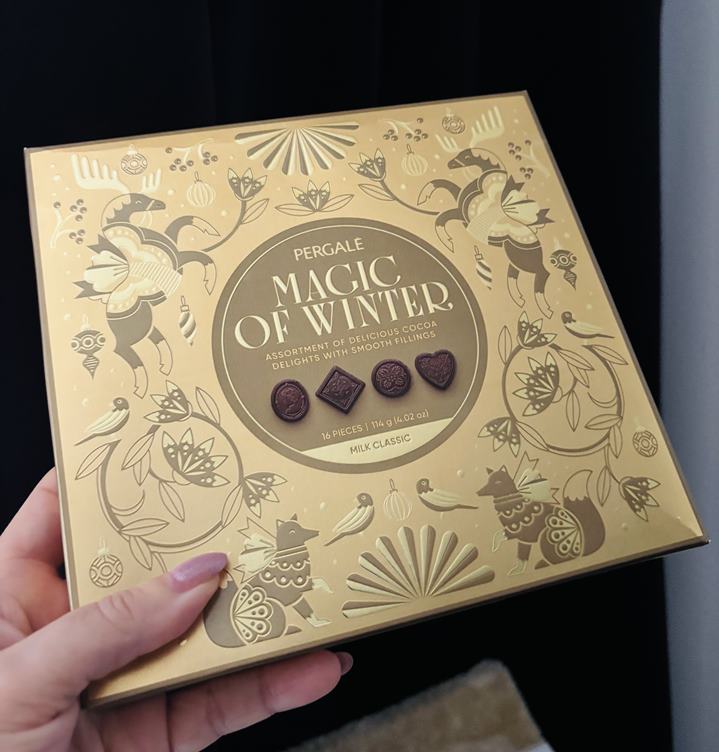 PERGALE
MAGIC
OF WINTER
ASSORTMENT OF DELICIOUS COCOA
DELIGHTS WITH SMOOTH FILLINGS
16 PIECES | 114 g (4.02 oz)
MILK CLASSIC